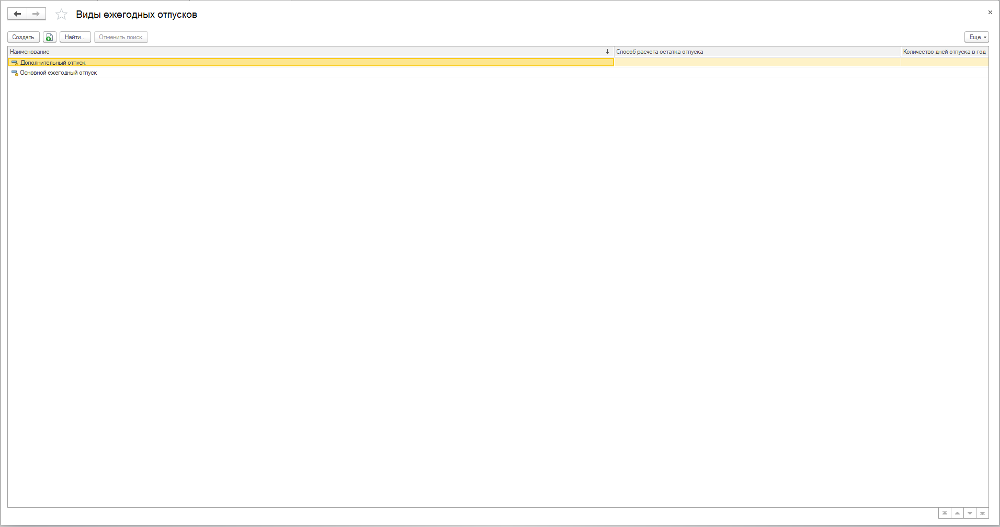 Виды ежегодных отпусков
Создать Найти... Отменить поиск Еще
Наименование Способ расчета остатка отпуска Количество дней отпуска в год
Дополнительный отпуск
Основной ежегодный отпуск